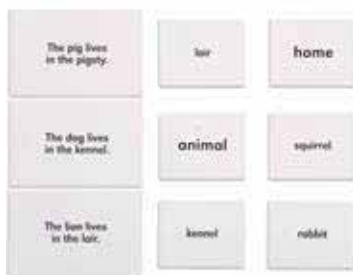 The pig lives
in the pigsty.
lair
home
The dog lives
in the kennel.
animal
squirrel
The lion lives
in the lair.
kennel
rabbit